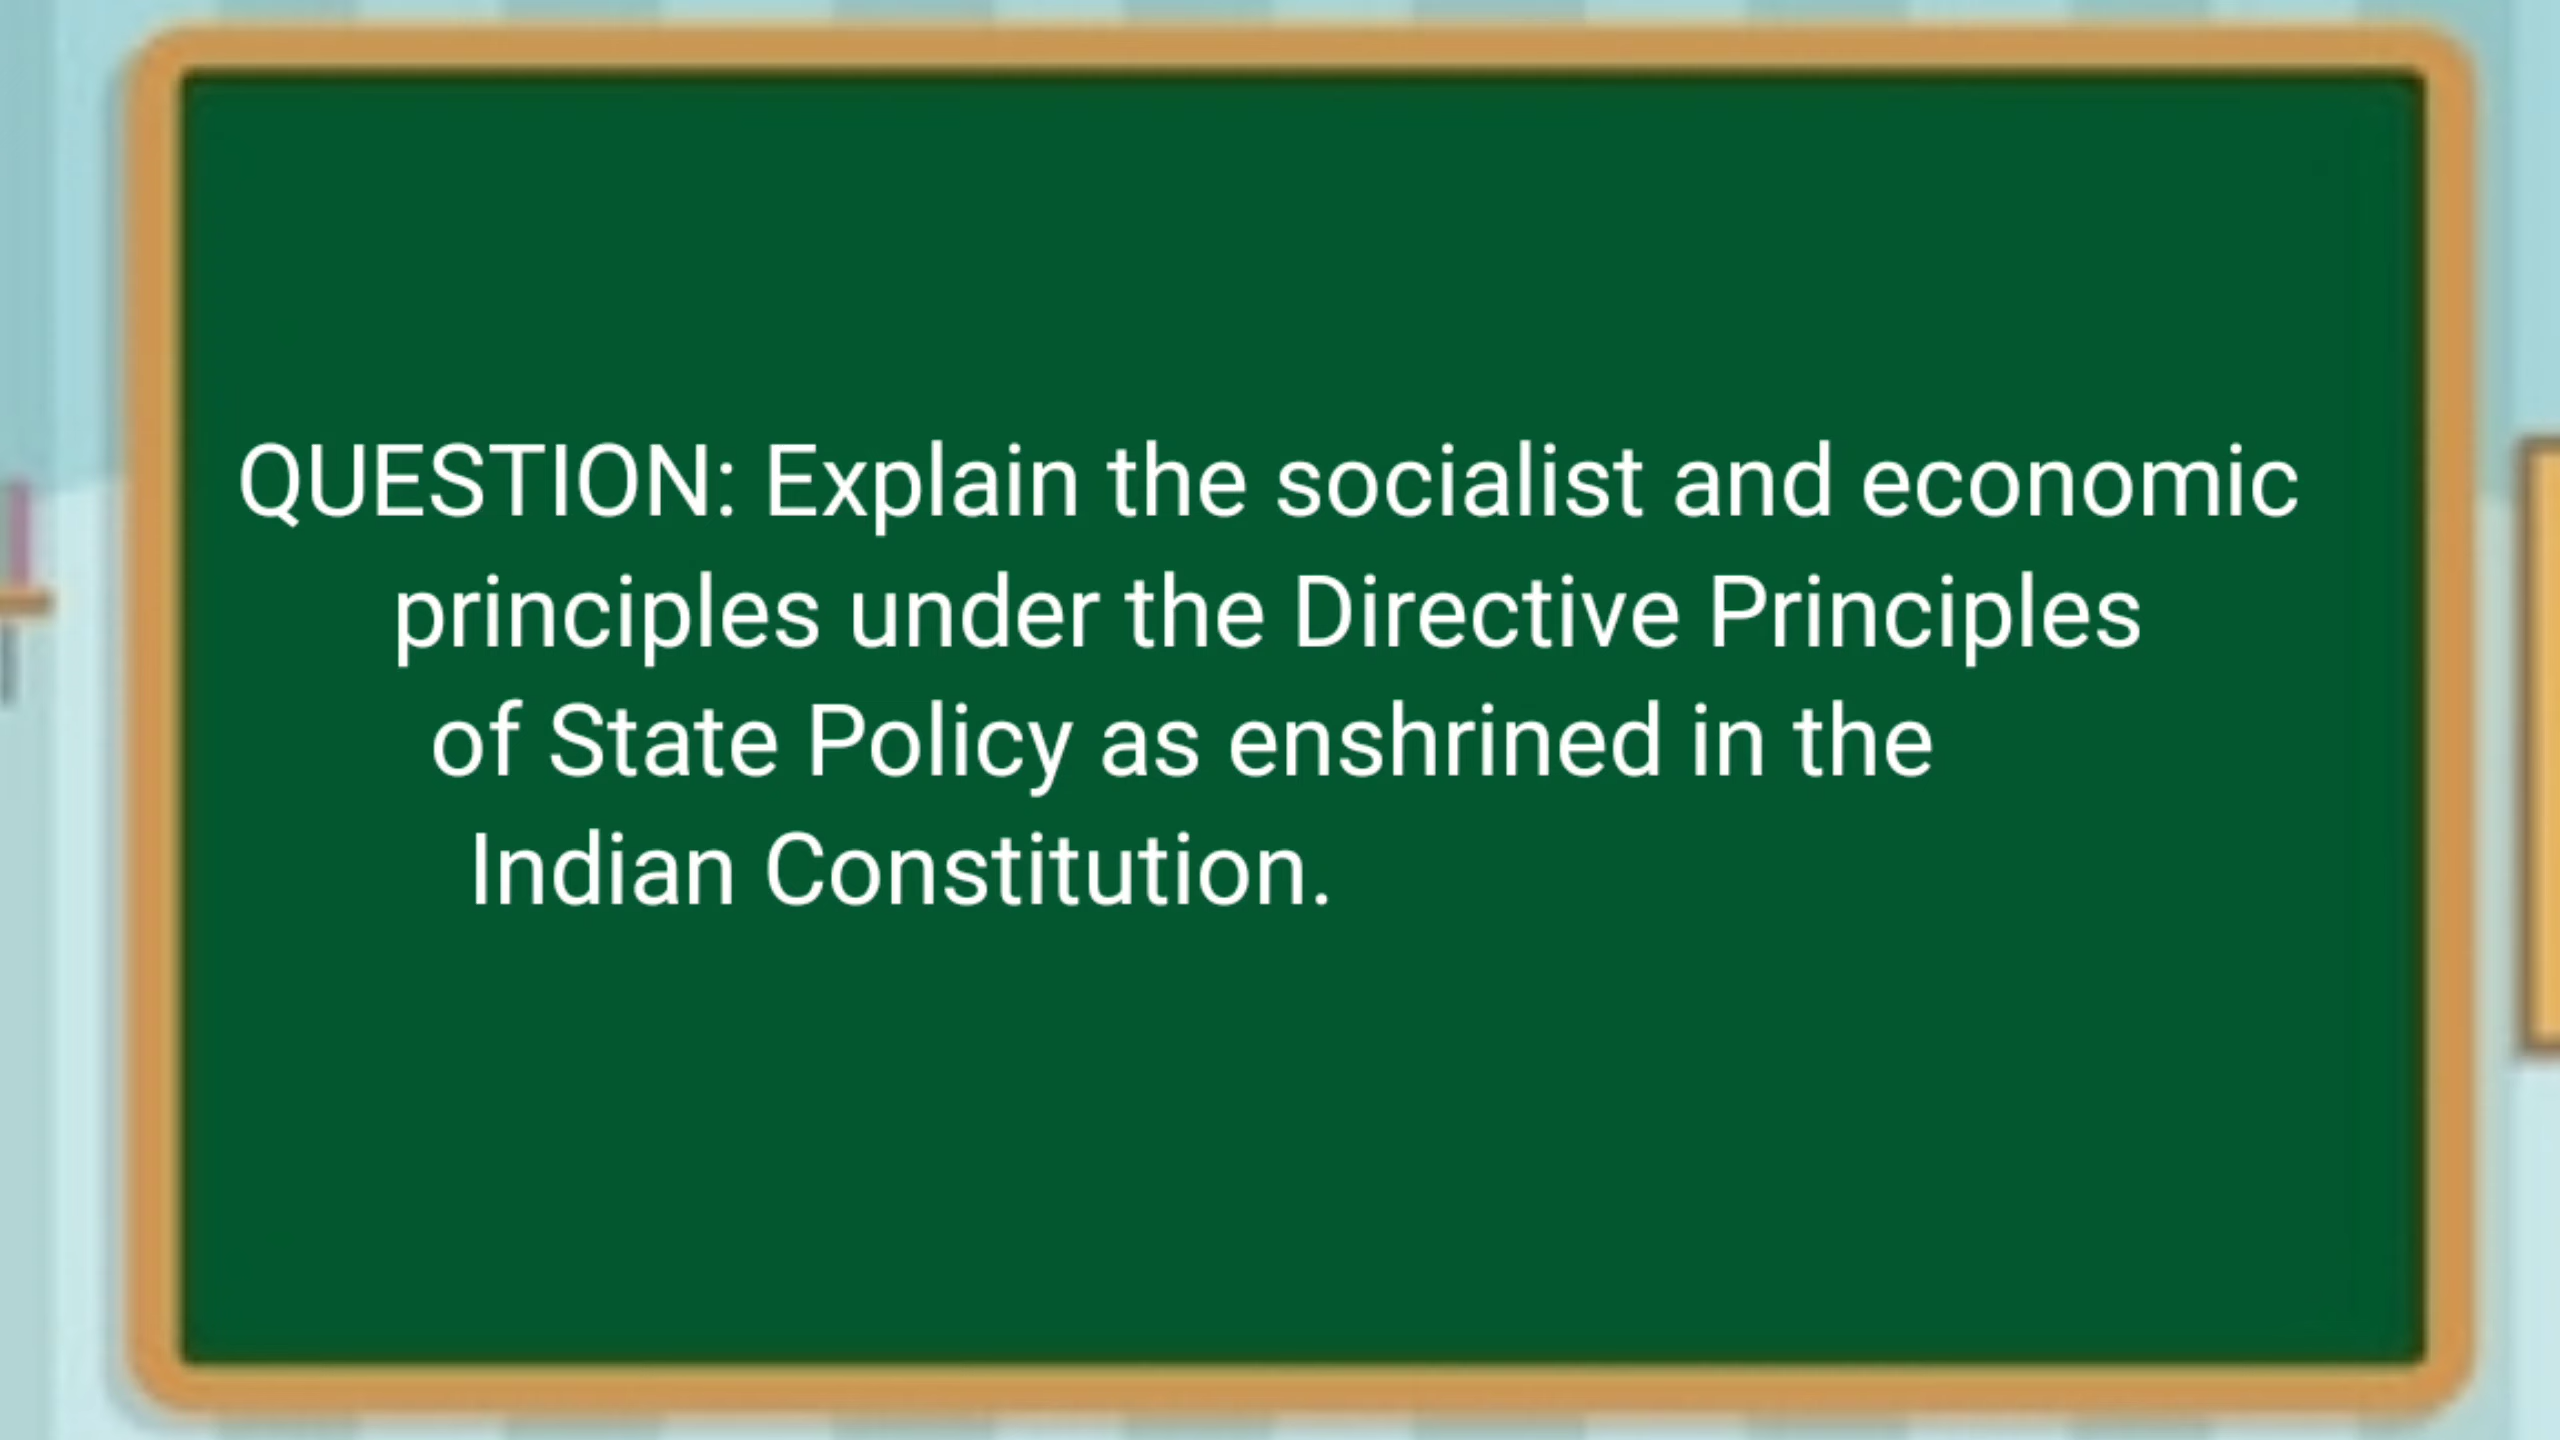 QUESTION: Explain the socialist and economic
principles under the Directive Principles
of State Policy as enshrined in the
Indian Constitution.